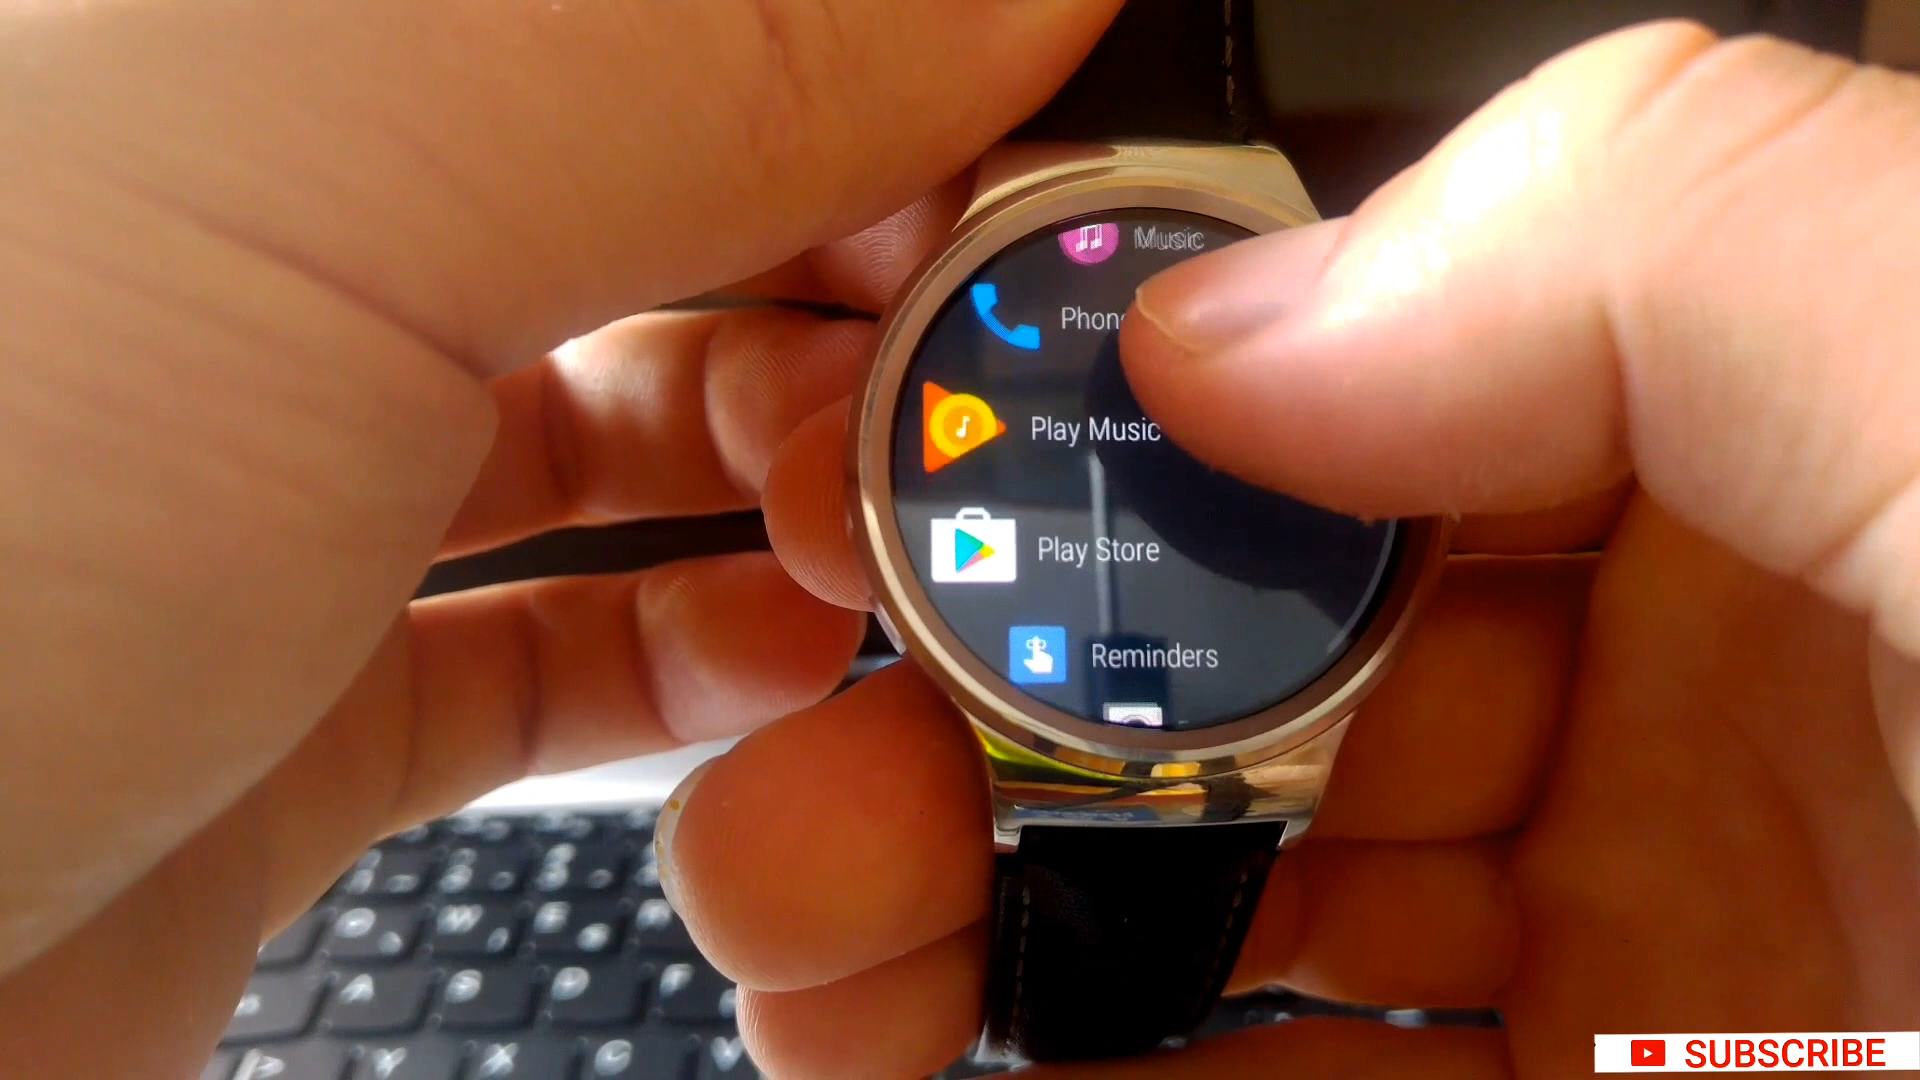 Music
Phon
Play Music
Play Store
Reminders
W E
A S D F
X C V
SUBSCRIBE